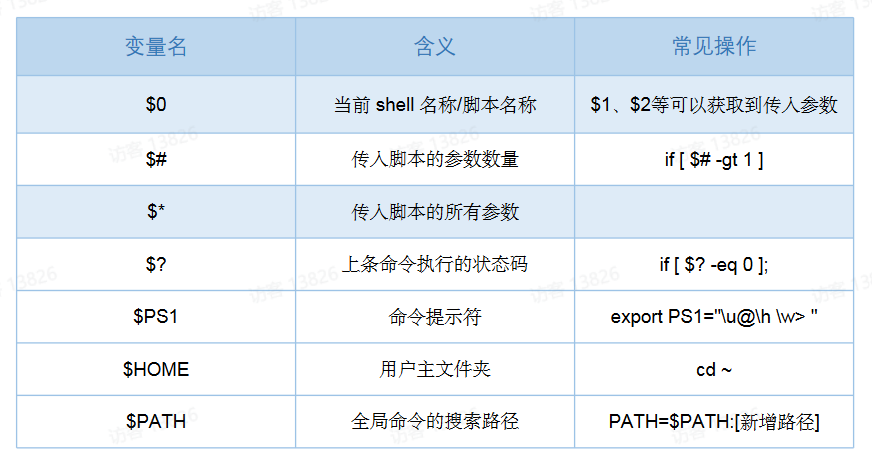 变量名 含义 常见操作
$0 当前 shell 名称/脚本名称 $1、$2等可以获取到传入参数
$# 传入脚本的参数数量 if [ $# -gt 1 ]
$* 传入脚本的所有参数
$? 上条命令执行的状态码 if [ $? -eq 0 ];
$PS1 命令提示符 export PS1="\u@\h \w> "
$HOME 用户主文件夹 cd ~
$PATH 全局命令的搜索路径 PATH=$PATH:[新增路径]
访客 13826